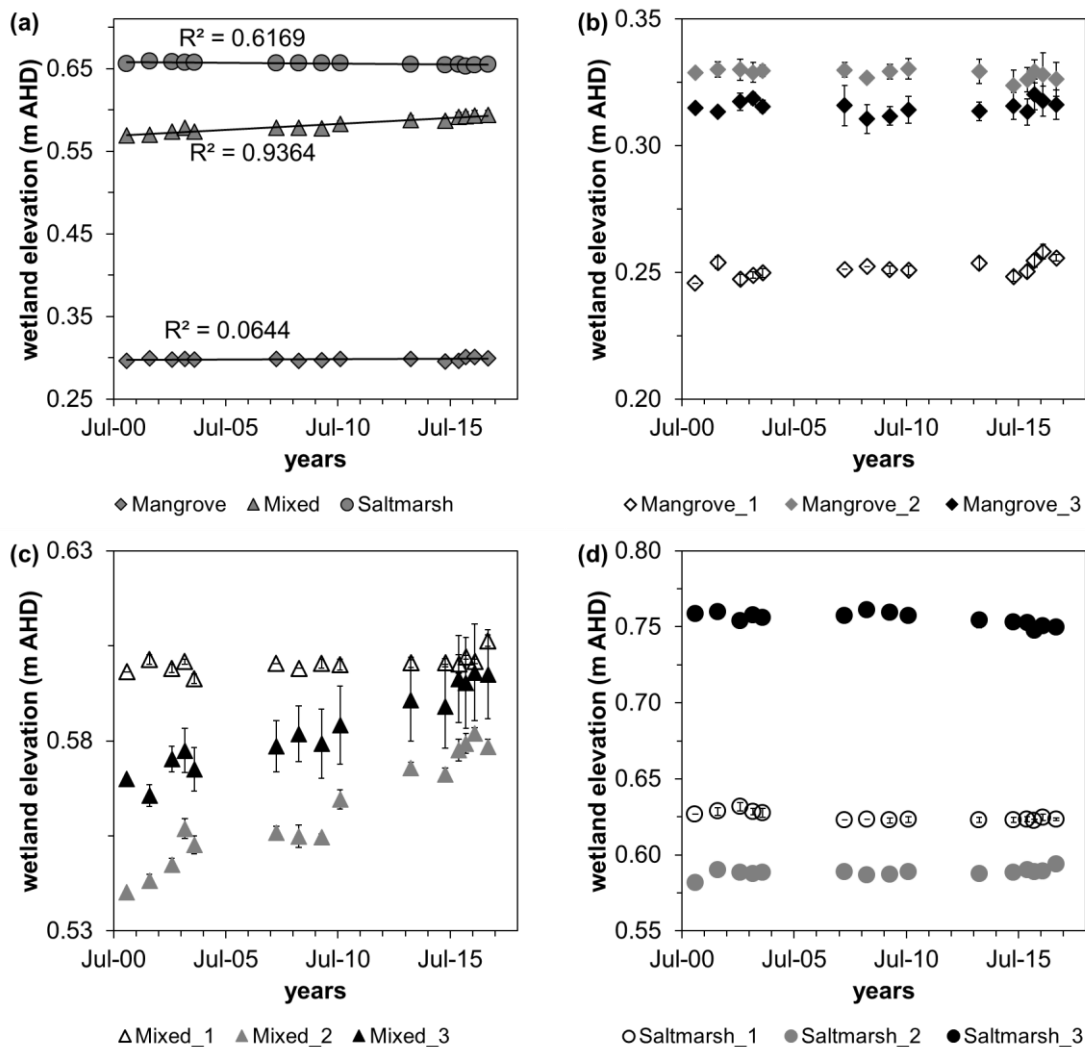 (a)
wetland elevation (m AHD)
0.65
0.55
0.45
0.35
0.25
R² = 0.6169
R² = 0.9364
R² = 0.0644
Jul-00 Jul-05 Jul-10 Jul-15
years
Mangrove Mixed Saltmarsh
(b)
wetland elevation (m AHD)
0.35
0.30
0.25
0.20
Jul-00 Jul-05 Jul-10 Jul-15
years
Mangrove_1 Mangrove_2 Mangrove_3
(c)
wetland elevation (m AHD)
0.63
0.58
0.53
Jul-00 Jul-05 Jul-10 Jul-15
years
Mixed_1 Mixed_2 Mixed_3
(d)
wetland elevation (m AHD)
0.80
0.75
0.70
0.65
0.60
0.55
Jul-00 Jul-05 Jul-10 Jul-15
years
Saltmarsh_1 Saltmarsh_2 Saltmarsh_3